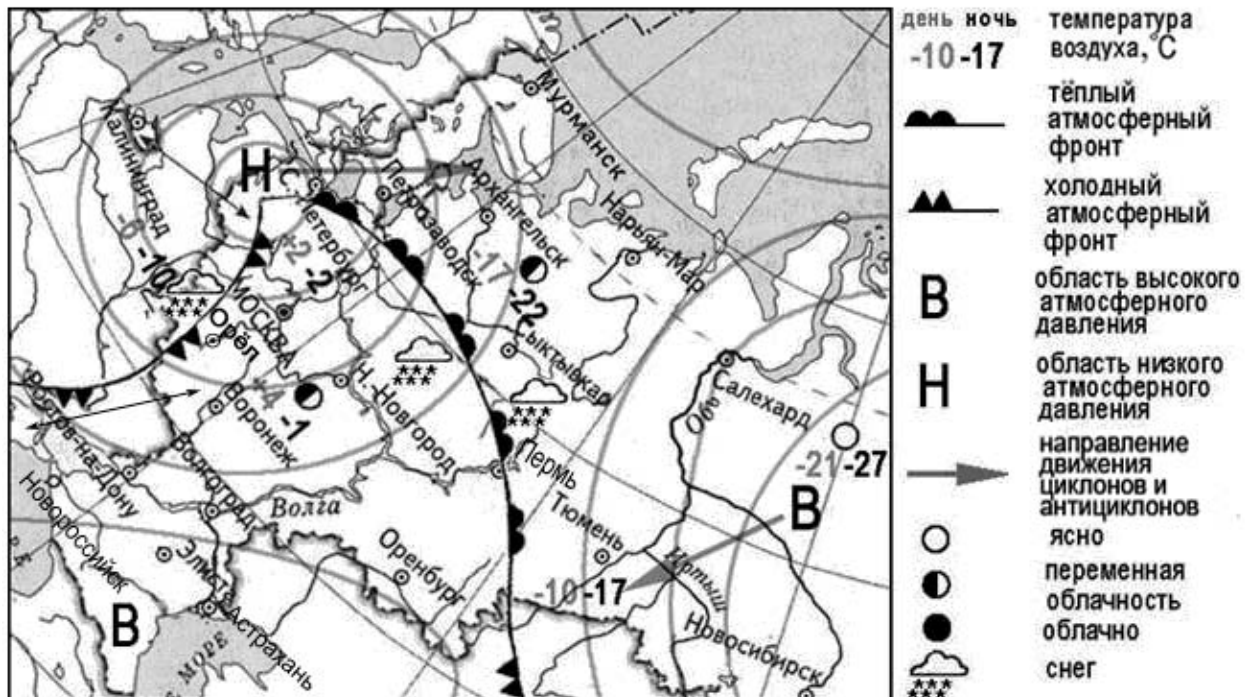 Мурманск
Калининград
Н
С.
Петербург
Петрозаводск
Архангельск
Нарьян-Мар
-10
+2 -2
-17
-22
МОСКВА
Орёл
Сыктывкар
+4 -1
Воронеж
Н. Новгород
Салехард
Обь
-21 -27
Ростов-на-Дону
Волгоград
Пермь
Новороссийск
Волга
Тюмень
В
Элиста
Оренбург
Иртыш
-10 -17
Новосибирск
В
Астрахань
МОРЕ
день ночь
-10 -17
температура
воздуха, °С
тёплый
атмосферный
фронт
холодный
атмосферный
фронт
В
область высокого
атмосферного
давления
Н
область низкого
атмосферного
давления
направление
движения
циклонов и
антициклонов
ясно
переменная
облачность
облачно
снег